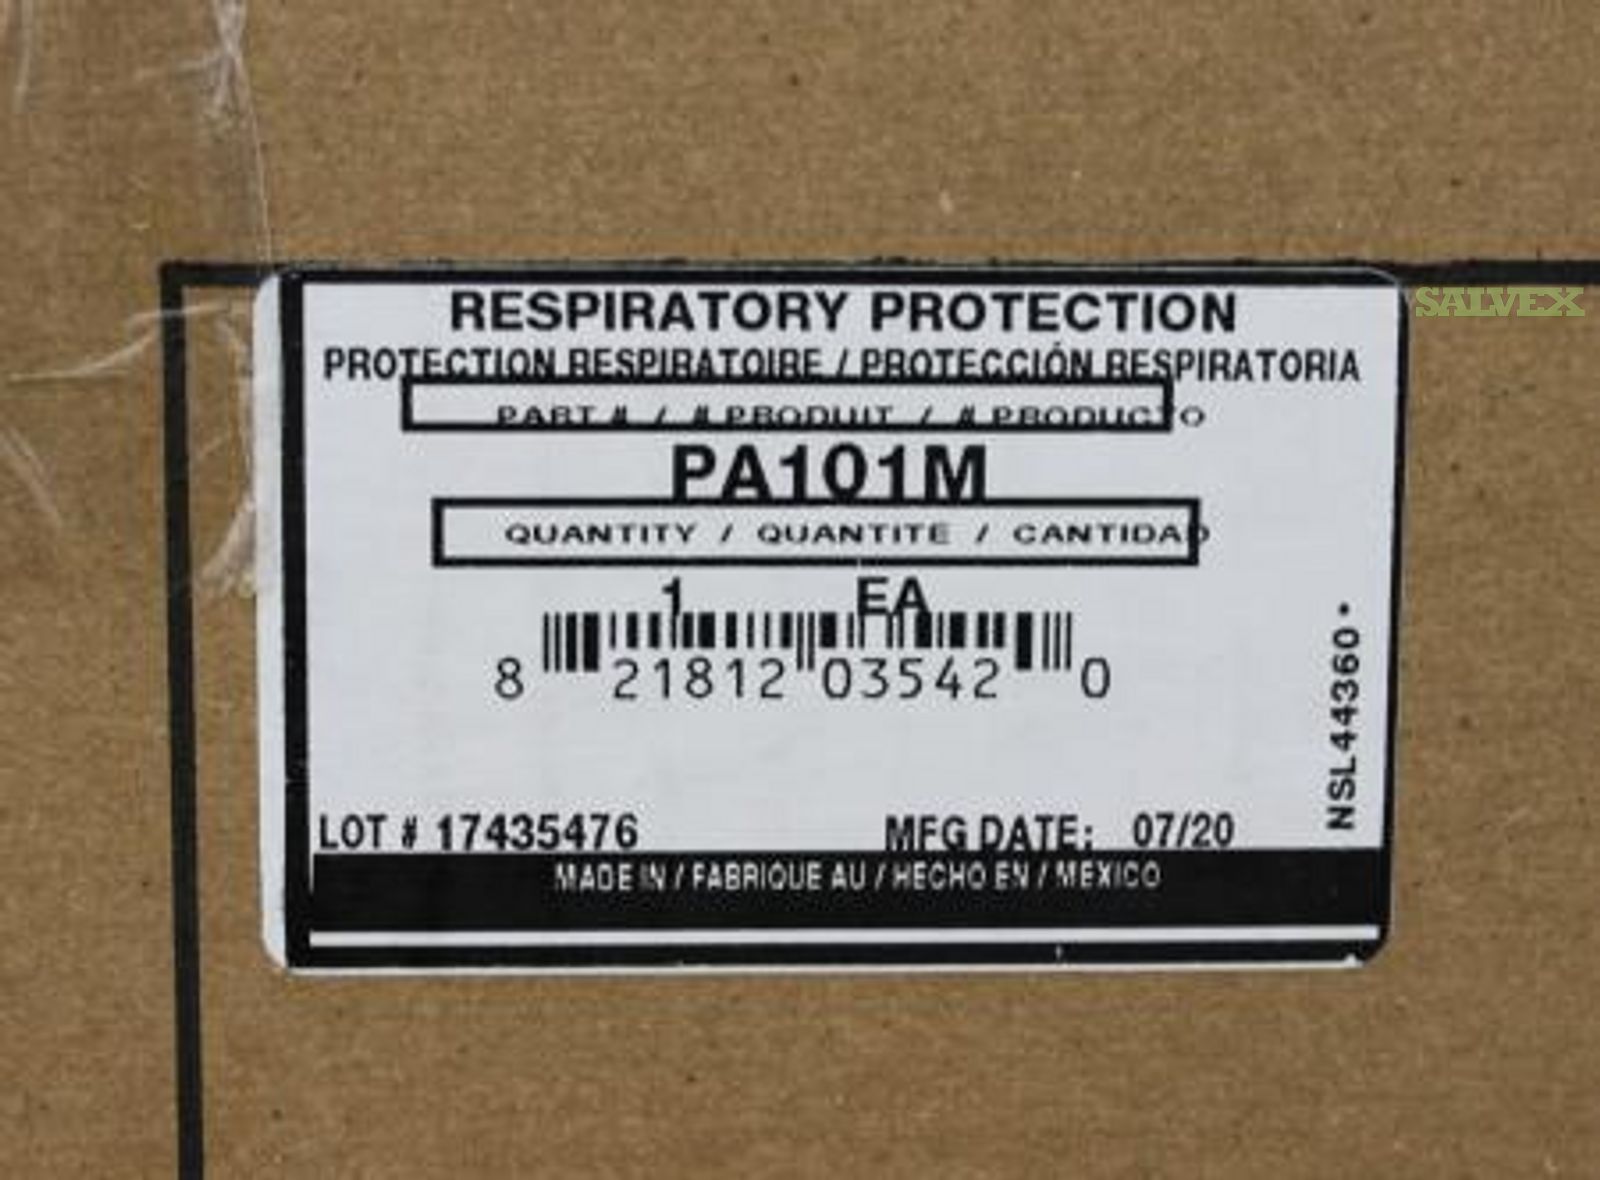 RESPIRATORY PROTECTION
PROTECTION RESPIRATOIRE / PROTECCIÓN RESPIRATORIA
PART # / # PRODUIT / # PRODUCTO
PA101M
QUANTITY / QUANTITÉ / CANTIDAD
1 EA
8 21812 03542 0
NSL44360•
LOT # 17435476 MFG DATE: 07/20
MADE IN / FABRIQUE AU / HECHO EN / MEXICO
SALVEX